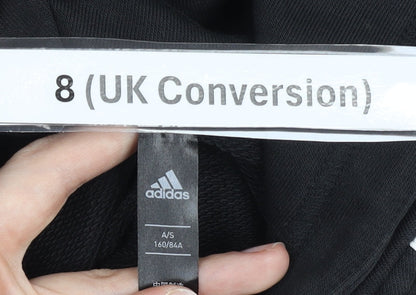 8 (UK Conversion)
adidas
A/S
160/84A